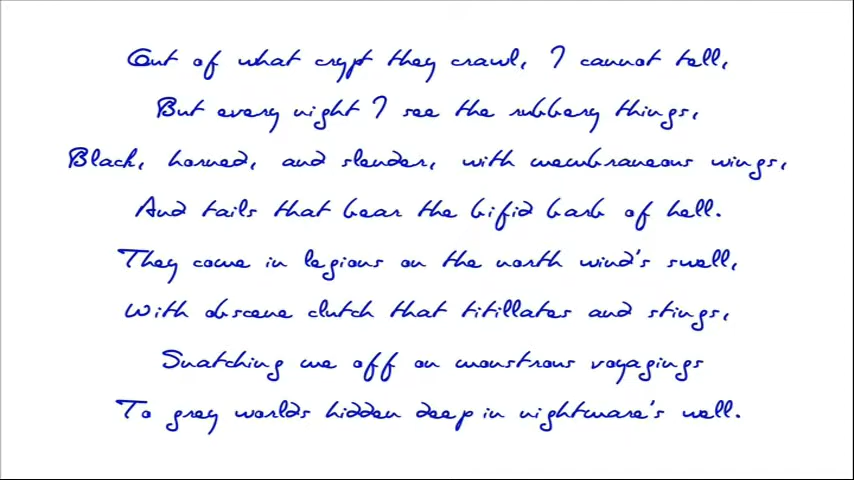 Out of what crypt they crawl, I cannot tell,
But every night I see the rubbery things,
Black, horned, and slender, with membraneous wings,
And tails that bear the bifid barb of hell.
They come in legions on the north wind's swell,
With obscene clutch that titillates and stings,
Snatching me off on monstrous voyagings
To grey worlds hidden deep in nightmare's well.